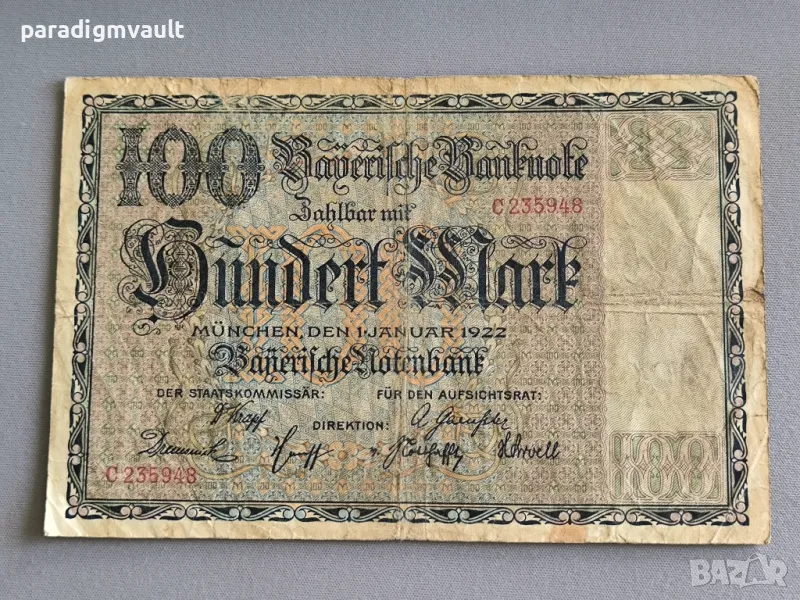 paradigmvault
100 Bayerische Banknote
Zahlbar mit C 235948
Hundert Mark
MÜNCHEN, DEN 1. JANUAR 1922
Bayerische Notenbank
DER STAATSKOMMISSÄR: FÜR DEN AUFSICHTSRAT:
DIREKTION:
C 235948
BAZAR